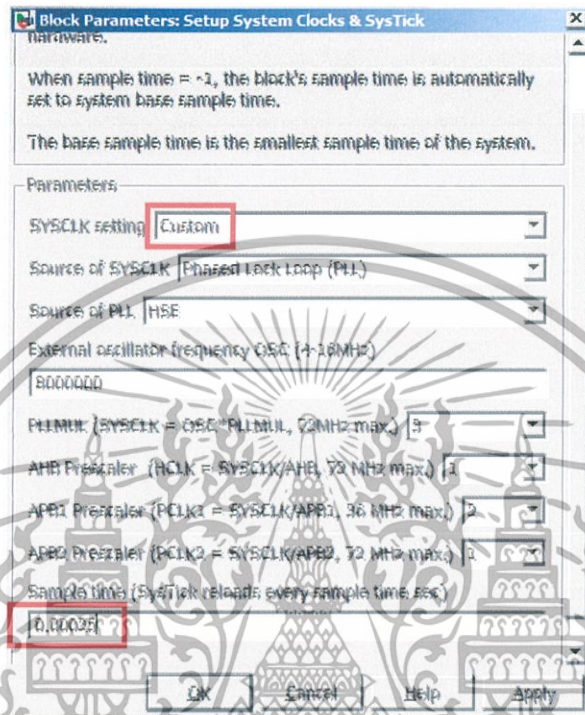 Block Parameters: Setup System Clocks & SysTick
hardware.
When sample time = -1, the block's sample time is automatically
set to system base sample time.
The base sample time is the smallest sample time of the system.
Parameters
SYSCLK setting Custom
Source of SYSCLK Phased Lock Loop (PLL)
Source of PLL HSE
External oscillator frequency OSC (4-16MHz)
8000000
PLLMUL (SYSCLK = OSC*PLLMUL, 72MHz max.)
AHB Prescaler (HCLK = SYSCLK/AHB, 72 MHz max.) 1
APB1 Prescaler (PCLK1 = SYSCLK/APB1, 36 MHz max.) 2
APB2 Prescaler (PCLK2 = SYSCLK/APB2, 72 MHz max.) 1
Sample time (SysTick reloads every sample time sec)
0.00025
OK Cancel Help Apply